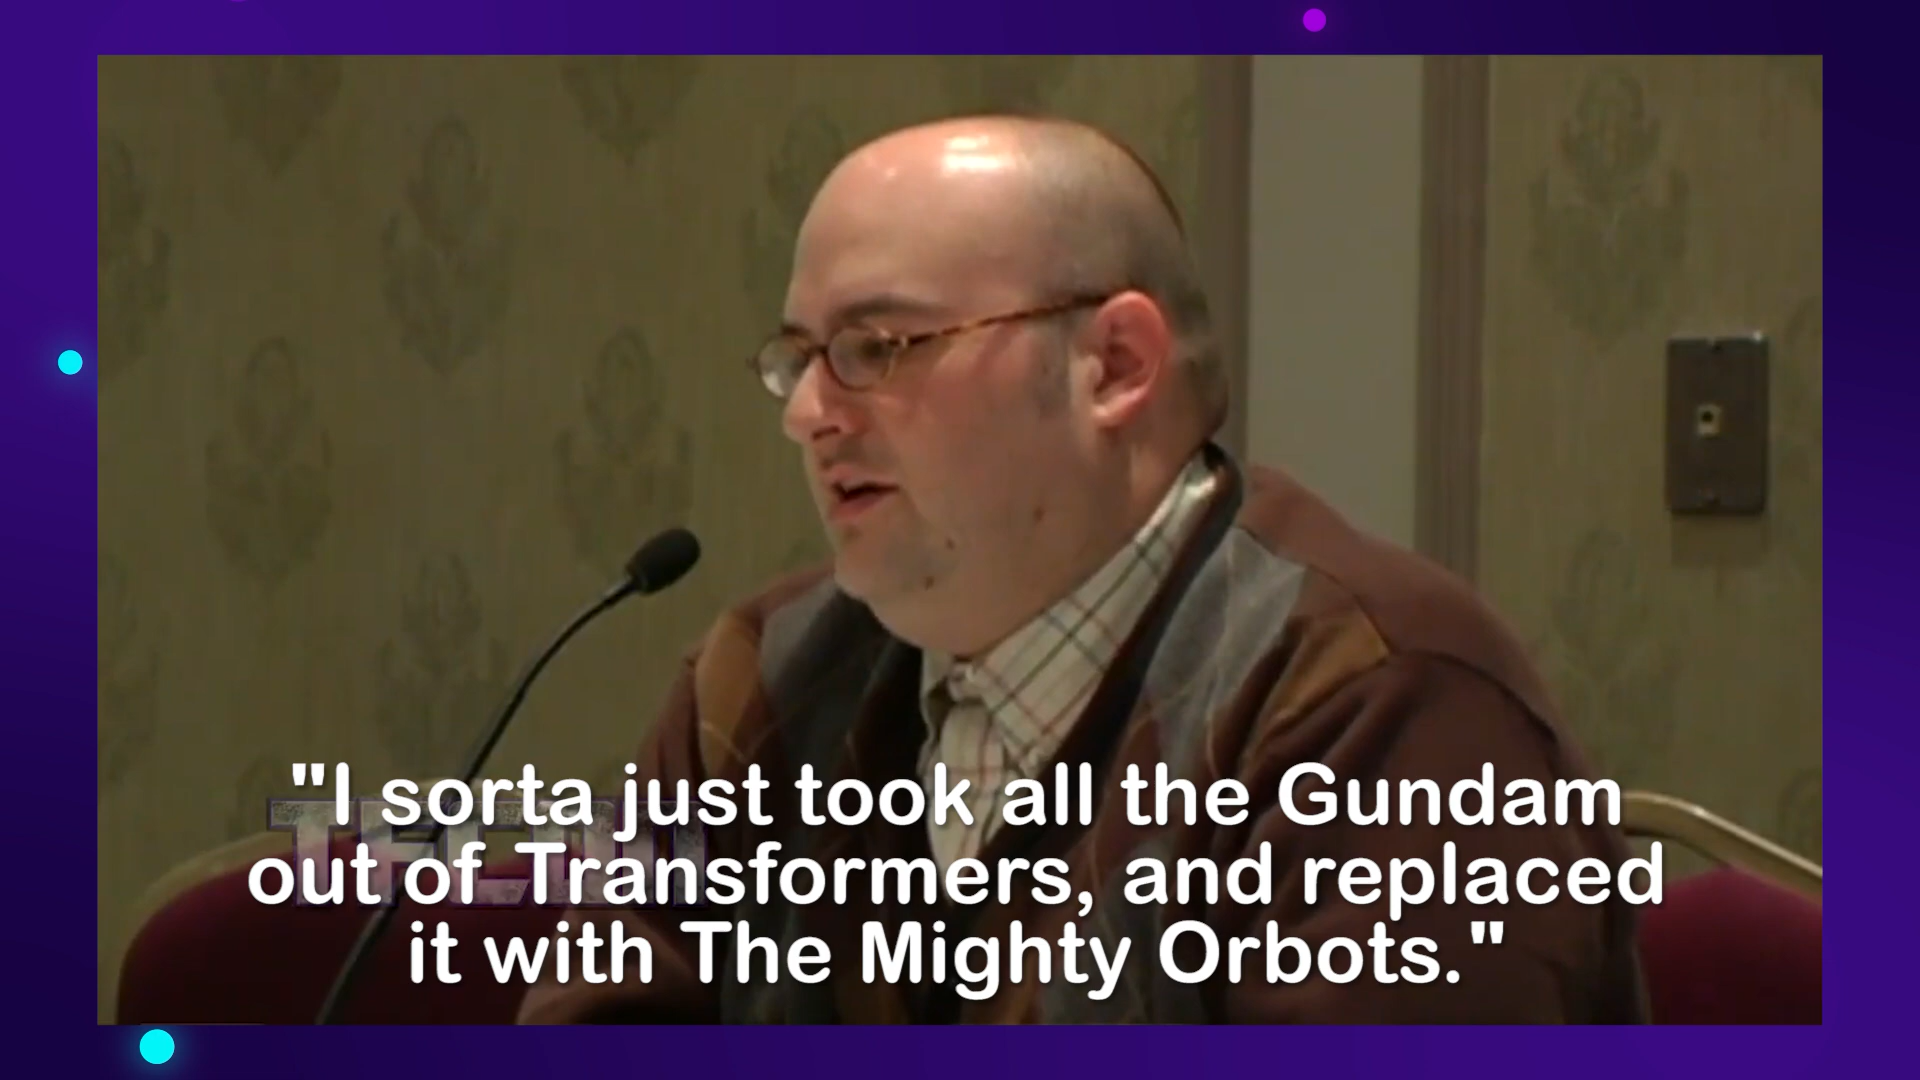 "I sorta just took all the Gundam
out of Transformers, and replaced
it with The Mighty Orbots."